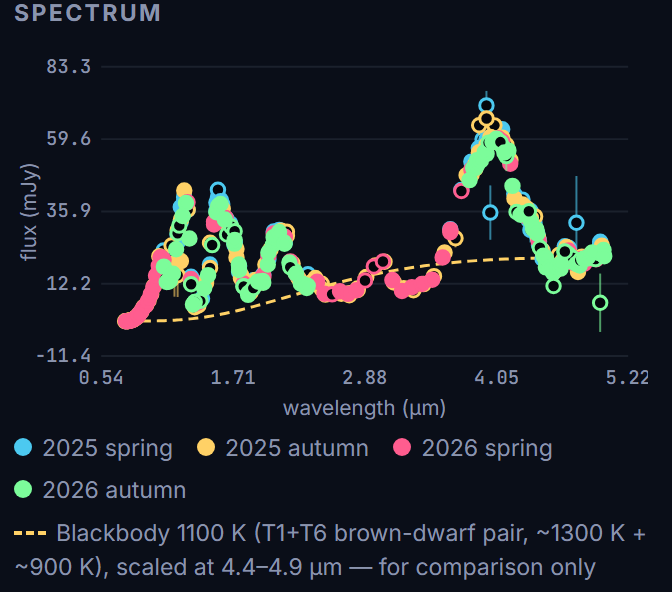 SPECTRUM
83.3
59.6
35.9
12.2
-11.4
flux (mJy)
0.54 1.71 2.88 4.05 5.22
wavelength (μm)
2025 spring 2025 autumn 2026 spring
2026 autumn
Blackbody 1100 K (T1+T6 brown-dwarf pair, ~1300 K +
~900 K), scaled at 4.4–4.9 μm — for comparison only